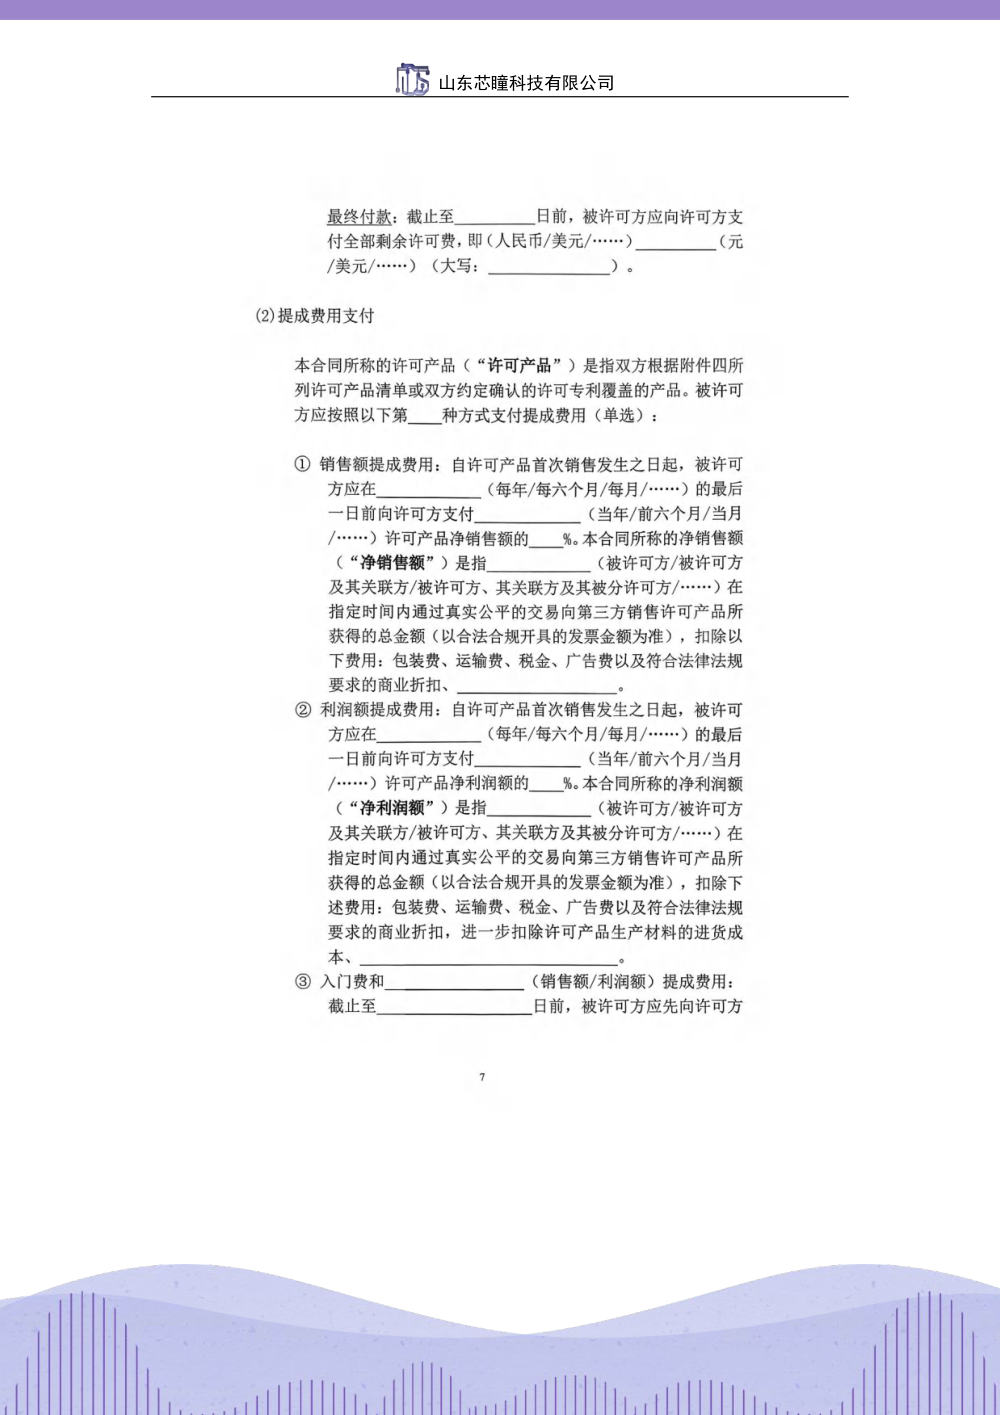 山东芯瞳科技有限公司
最终付款：截止至__________日前，被许可方应向许可方支
付全部剩余许可费，即（人民币/美元/……）__________（元
/美元/……）（大写：_______________）。
(2)提成费用支付
本合同所称的许可产品（“许可产品”）是指双方根据附件四所
列许可产品清单或双方约定确认的许可专利覆盖的产品。被许可
方应按照以下第____种方式支付提成费用（单选）：
① 销售额提成费用：自许可产品首次销售发生之日起，被许可
方应在_____________（每年/每六个月/每月/……）的最后
一日前向许可方支付_____________（当年/前六个月/当月
/……）许可产品净销售额的____%。本合同所称的净销售额
（“净销售额”）是指_____________（被许可方/被许可方
及其关联方/被许可方、其关联方及其被分许可方/……）在
指定时间内通过真实公平的交易向第三方销售许可产品所
获得的总金额（以合法合规开具的发票金额为准），扣除以
下费用：包装费、运输费、税金、广告费以及符合法律法规
要求的商业折扣、____________________。
② 利润额提成费用：自许可产品首次销售发生之日起，被许可
方应在_____________（每年/每六个月/每月/……）的最后
一日前向许可方支付_____________（当年/前六个月/当月
/……）许可产品净利润额的____%。本合同所称的净利润额
（“净利润额”）是指_____________（被许可方/被许可方
及其关联方/被许可方、其关联方及其被分许可方/……）在
指定时间内通过真实公平的交易向第三方销售许可产品所
获得的总金额（以合法合规开具的发票金额为准），扣除下
述费用：包装费、运输费、税金、广告费以及符合法律法规
要求的商业折扣，进一步扣除许可产品生产材料的进货成
本、________________________________。
③ 入门费和_________________（销售额/利润额）提成费用：
截止至___________________日前，被许可方应先向许可方
7